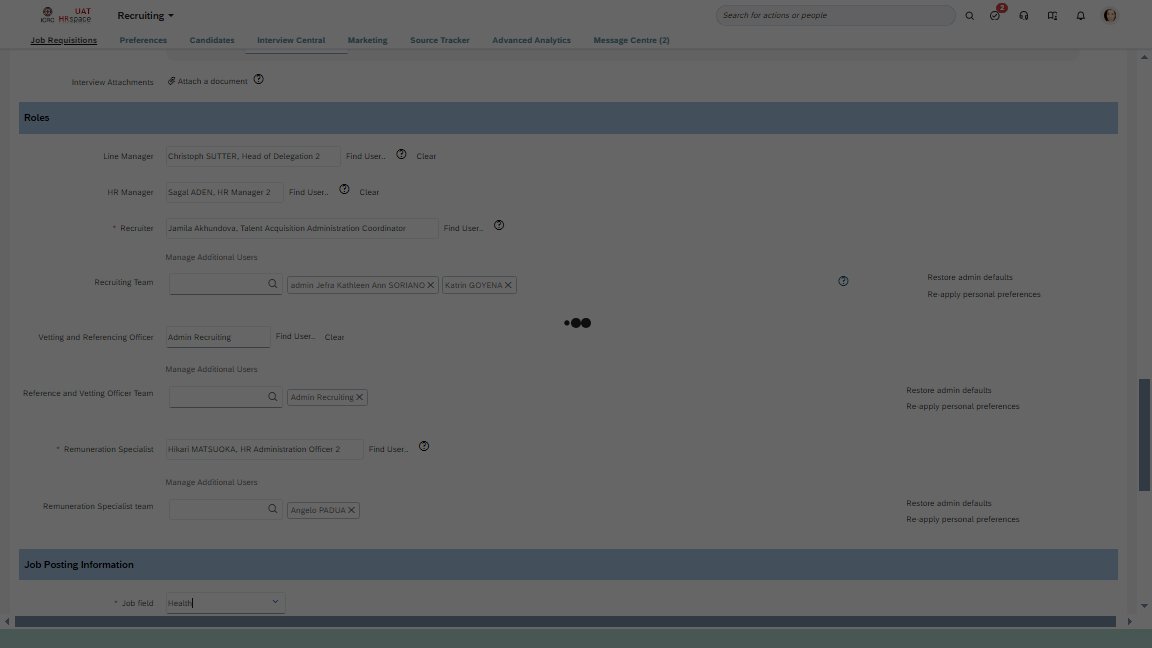 ICRC UAT HR space Recruiting Search for actions or people 2
Job Requisitions Preferences Candidates Interview Central Marketing Source Tracker Advanced Analytics Message Centre (2)
Interview Attachments Attach a document ?
Roles
Line Manager Christoph SUTTER, Head of Delegation 2 Find User.. ? Clear
HR Manager Sagal ADEN, HR Manager 2 Find User.. ? Clear
* Recruiter Jamila Akhundova, Talent Acquisition Administration Coordinator Find User.. ?
Manage Additional Users
Recruiting Team admin Jefra Kathleen Ann SORIANO Katrin GOYENA ? Restore admin defaults
Re-apply personal preferences
Vetting and Referencing Officer Admin Recruiting Find User.. Clear
Manage Additional Users
Reference and Vetting Officer Team Admin Recruiting Restore admin defaults
Re-apply personal preferences
* Remuneration Specialist Hikari MATSUOKA, HR Administration Officer 2 Find User.. ?
Manage Additional Users
Remuneration Specialist team Angelo PADUA Restore admin defaults
Re-apply personal preferences
Job Posting Information
* Job field Health